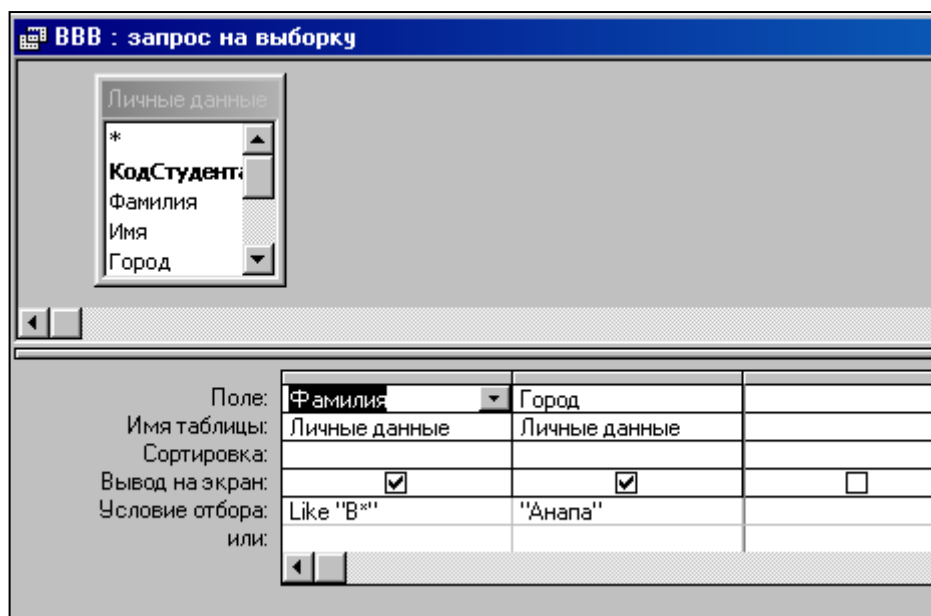 ВВВ : запрос на выборку
Личные данные
*
КодСтудента
Фамилия
Имя
Город
Поле: Фамилия Город
Имя таблицы: Личные данные Личные данные
Сортировка:
Вывод на экран:
Условие отбора: Like "В*" "Анапа"
или: